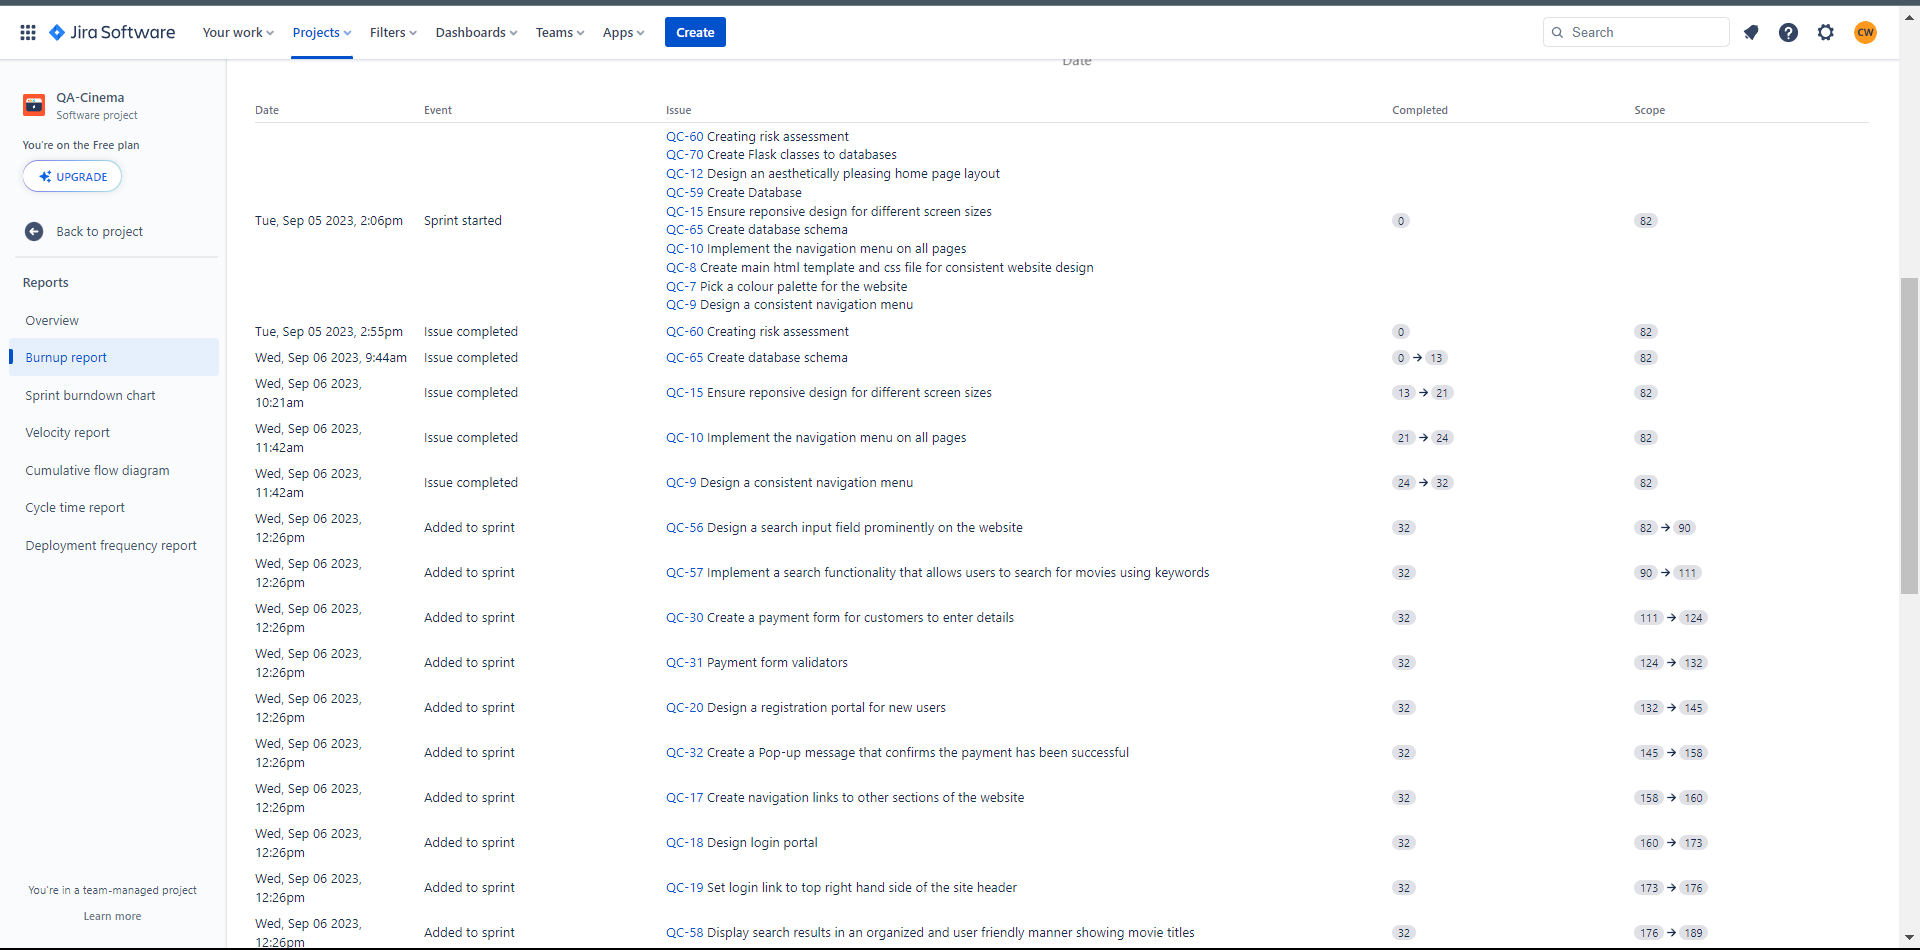 Jira Software
Your work
Projects
Filters
Dashboards
Teams
Apps
Create
Search
CW
QA-Cinema
Software project
You're on the Free plan
UPGRADE
Back to project
Reports
Overview
Burnup report
Sprint burndown chart
Velocity report
Cumulative flow diagram
Cycle time report
Deployment frequency report
You're in a team-managed project
Learn more
Date
Date Event Issue Completed Scope
QC-60 Creating risk assessment
QC-70 Create Flask classes to databases
QC-12 Design an aesthetically pleasing home page layout
QC-59 Create Database
QC-15 Ensure reponsive design for different screen sizes
Tue, Sep 05 2023, 2:06pm Sprint started 0 82
QC-65 Create database schema
QC-10 Implement the navigation menu on all pages
QC-8 Create main html template and css file for consistent website design
QC-7 Pick a colour palette for the website
QC-9 Design a consistent navigation menu
Tue, Sep 05 2023, 2:55pm Issue completed QC-60 Creating risk assessment 0 82
Wed, Sep 06 2023, 9:44am Issue completed QC-65 Create database schema 0 → 13 82
Wed, Sep 06 2023,
10:21am Issue completed QC-15 Ensure reponsive design for different screen sizes 13 → 21 82
Wed, Sep 06 2023,
11:42am Issue completed QC-10 Implement the navigation menu on all pages 21 → 24 82
Wed, Sep 06 2023,
11:42am Issue completed QC-9 Design a consistent navigation menu 24 → 32 82
Wed, Sep 06 2023,
12:26pm Added to sprint QC-56 Design a search input field prominently on the website 32 82 → 90
Wed, Sep 06 2023,
12:26pm Added to sprint QC-57 Implement a search functionality that allows users to search for movies using keywords 32 90 → 111
Wed, Sep 06 2023,
12:26pm Added to sprint QC-30 Create a payment form for customers to enter details 32 111 → 124
Wed, Sep 06 2023,
12:26pm Added to sprint QC-31 Payment form validators 32 124 → 132
Wed, Sep 06 2023,
12:26pm Added to sprint QC-20 Design a registration portal for new users 32 132 → 145
Wed, Sep 06 2023,
12:26pm Added to sprint QC-32 Create a Pop-up message that confirms the payment has been successful 32 145 → 158
Wed, Sep 06 2023,
12:26pm Added to sprint QC-17 Create navigation links to other sections of the website 32 158 → 160
Wed, Sep 06 2023,
12:26pm Added to sprint QC-18 Design login portal 32 160 → 173
Wed, Sep 06 2023,
12:26pm Added to sprint QC-19 Set login link to top right hand side of the site header 32 173 → 176
Wed, Sep 06 2023,
12:26pm Added to sprint QC-58 Display search results in an organized and user friendly manner showing movie titles 32 176 → 189